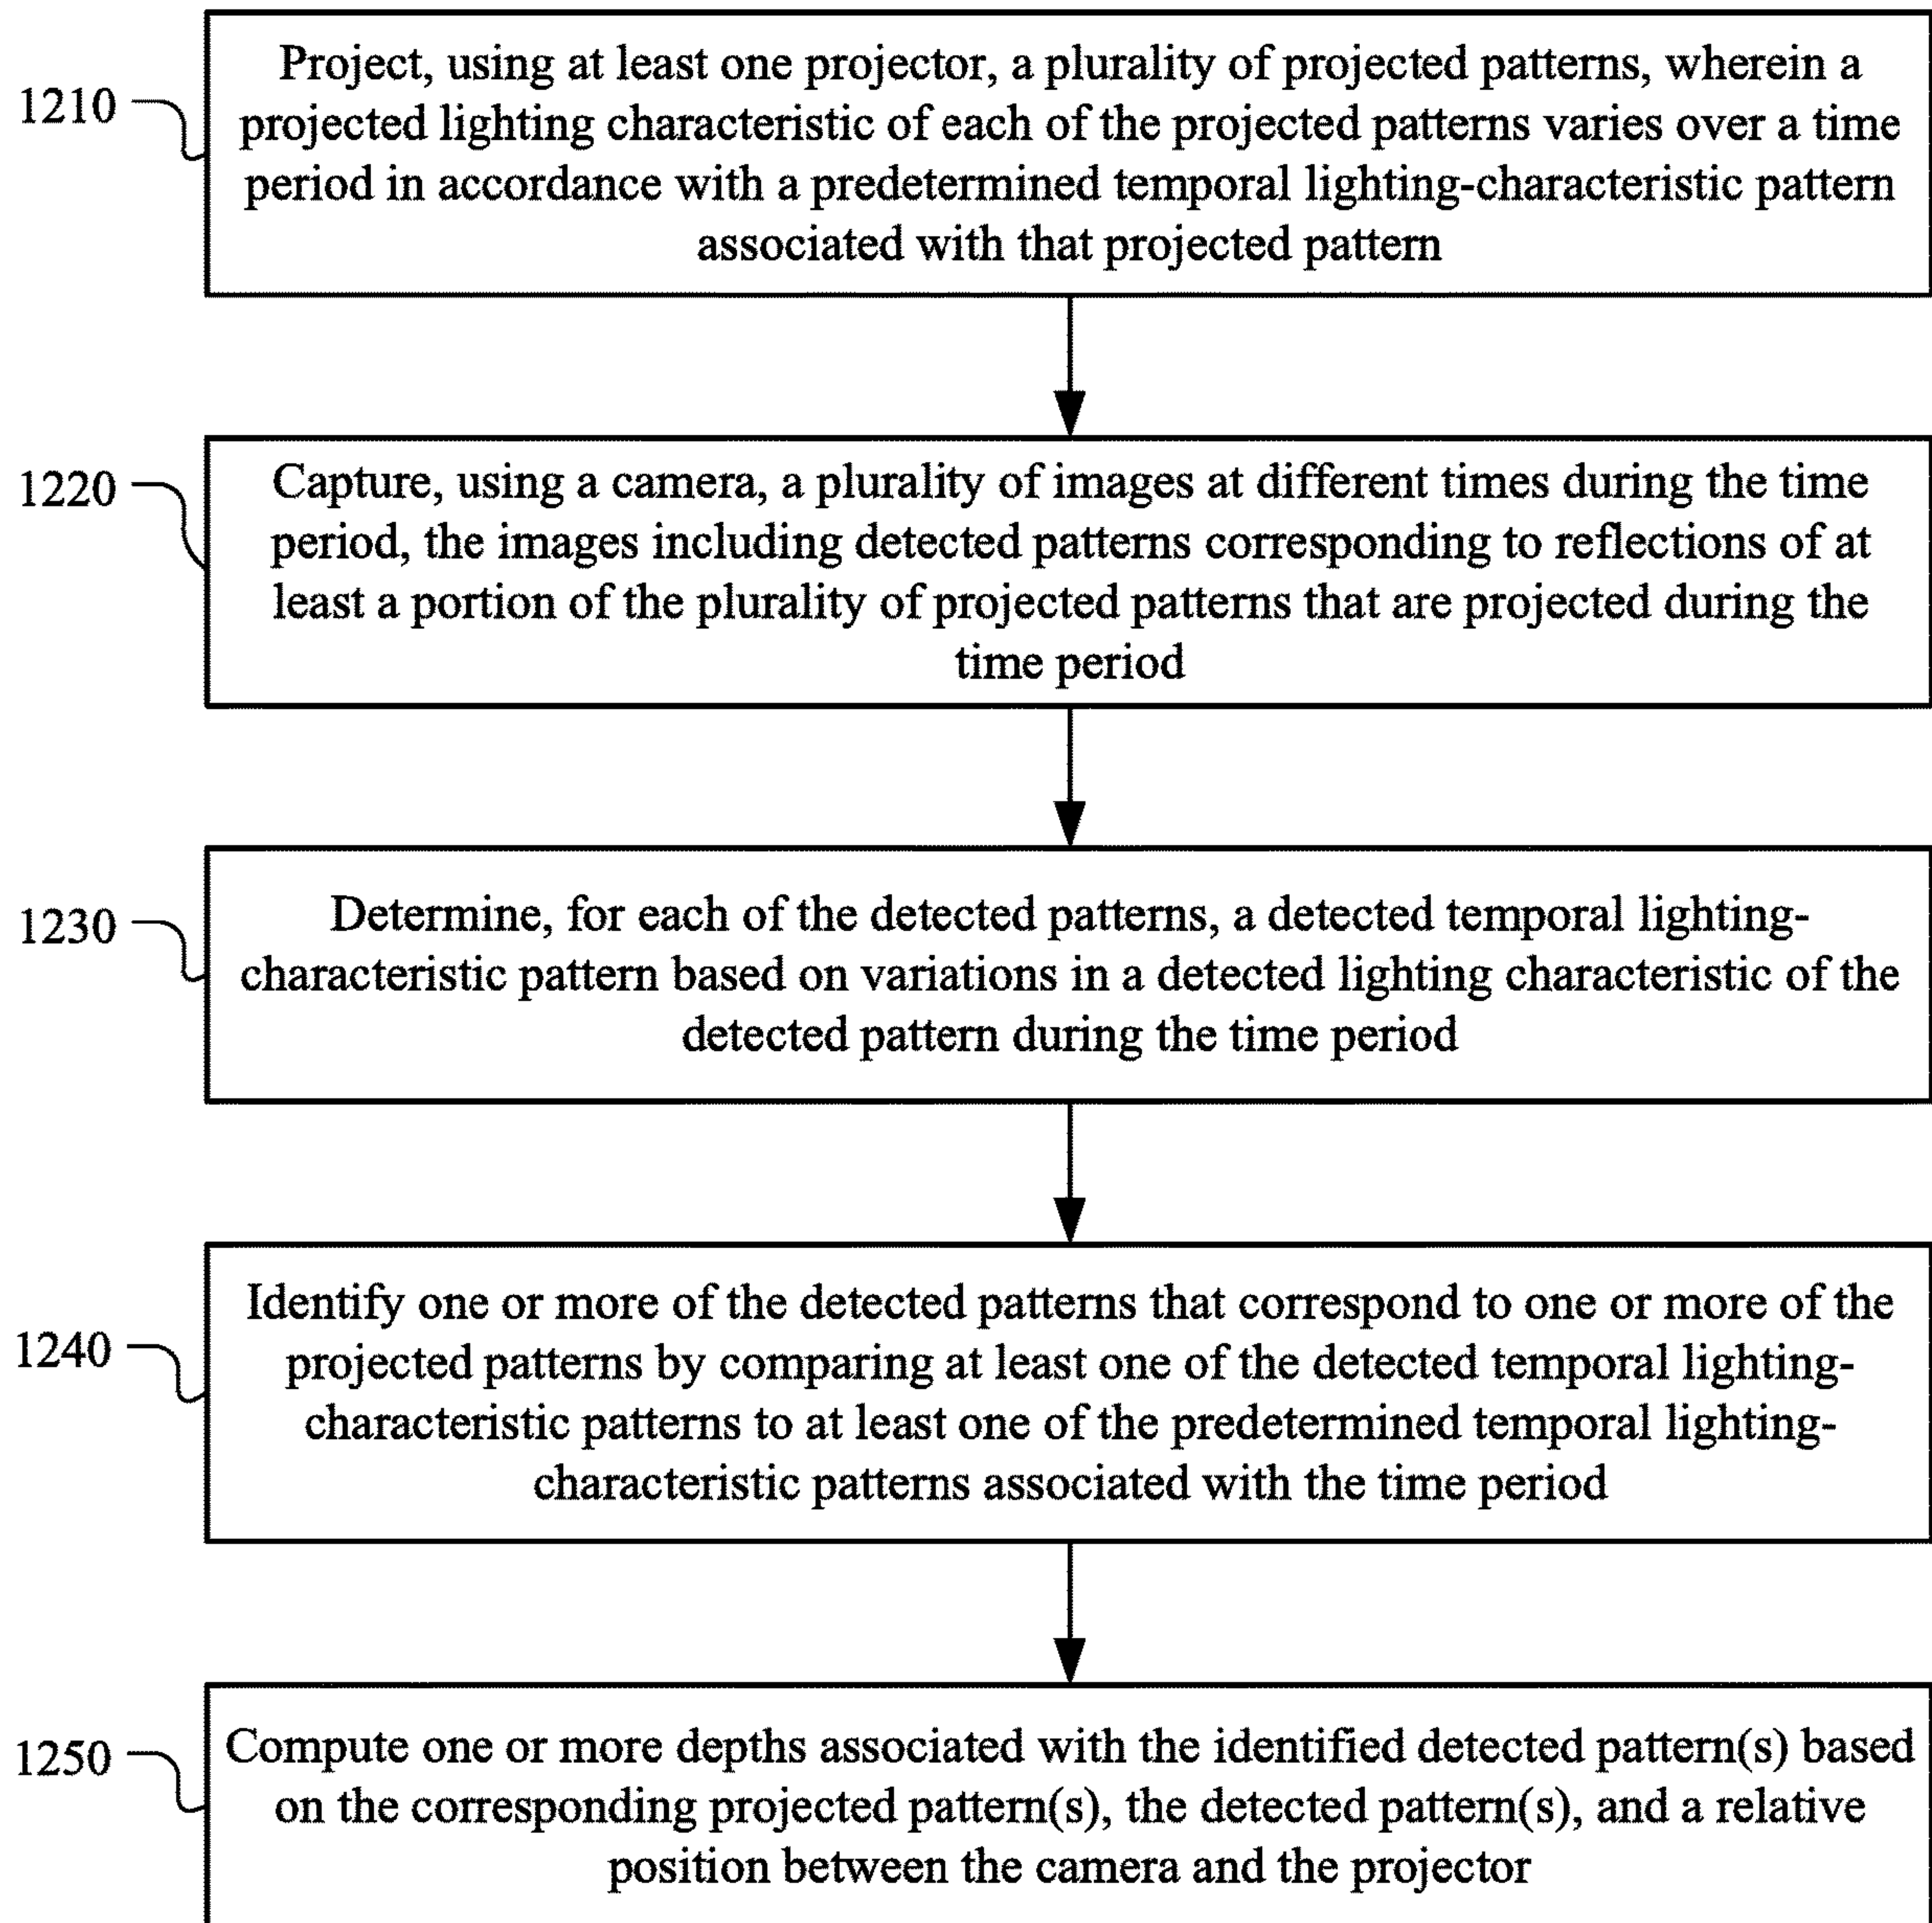 1210
Project, using at least one projector, a plurality of projected patterns, wherein a
projected lighting characteristic of each of the projected patterns varies over a time
period in accordance with a predetermined temporal lighting-characteristic pattern
associated with that projected pattern
1220
Capture, using a camera, a plurality of images at different times during the time
period, the images including detected patterns corresponding to reflections of at
least a portion of the plurality of projected patterns that are projected during the
time period
1230
Determine, for each of the detected patterns, a detected temporal lighting-
characteristic pattern based on variations in a detected lighting characteristic of the
detected pattern during the time period
1240
Identify one or more of the detected patterns that correspond to one or more of the
projected patterns by comparing at least one of the detected temporal lighting-
characteristic patterns to at least one of the predetermined temporal lighting-
characteristic patterns associated with the time period
1250
Compute one or more depths associated with the identified detected pattern(s) based
on the corresponding projected pattern(s), the detected pattern(s), and a relative
position between the camera and the projector